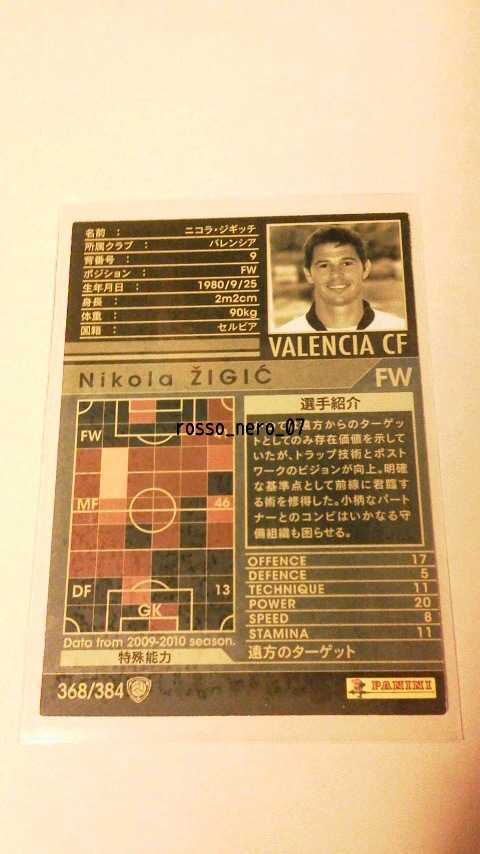 名前 : ニコラ・ジギッチ
所属クラブ : バレンシア
背番号 : 9
ポジション : FW
生年月日 : 1980/9/25
身長 : 2m2cm
体重 : 90kg
国籍 : セルビア
VALENCIA CF
Nikola ŽIGIĆ FW
FW
MF 46
DF 13
GK
Data from 2009-2010 season.
rosso_nero_07
選手紹介
遠方からのターゲッ
トとしてのみ存在価値を示して
いたが、トラップ技術とポスト
ワークのビジョンが向上。明確
な基準点として前線に君臨す
る術を修得した。小柄なパート
ナーとのコンビはいかなる守
備組織も困らせる。
OFFENCE 17
DEFENCE 5
TECHNIQUE 11
POWER 20
SPEED 8
STAMINA 11
特殊能力 遠方のターゲット
368/384
PANINI